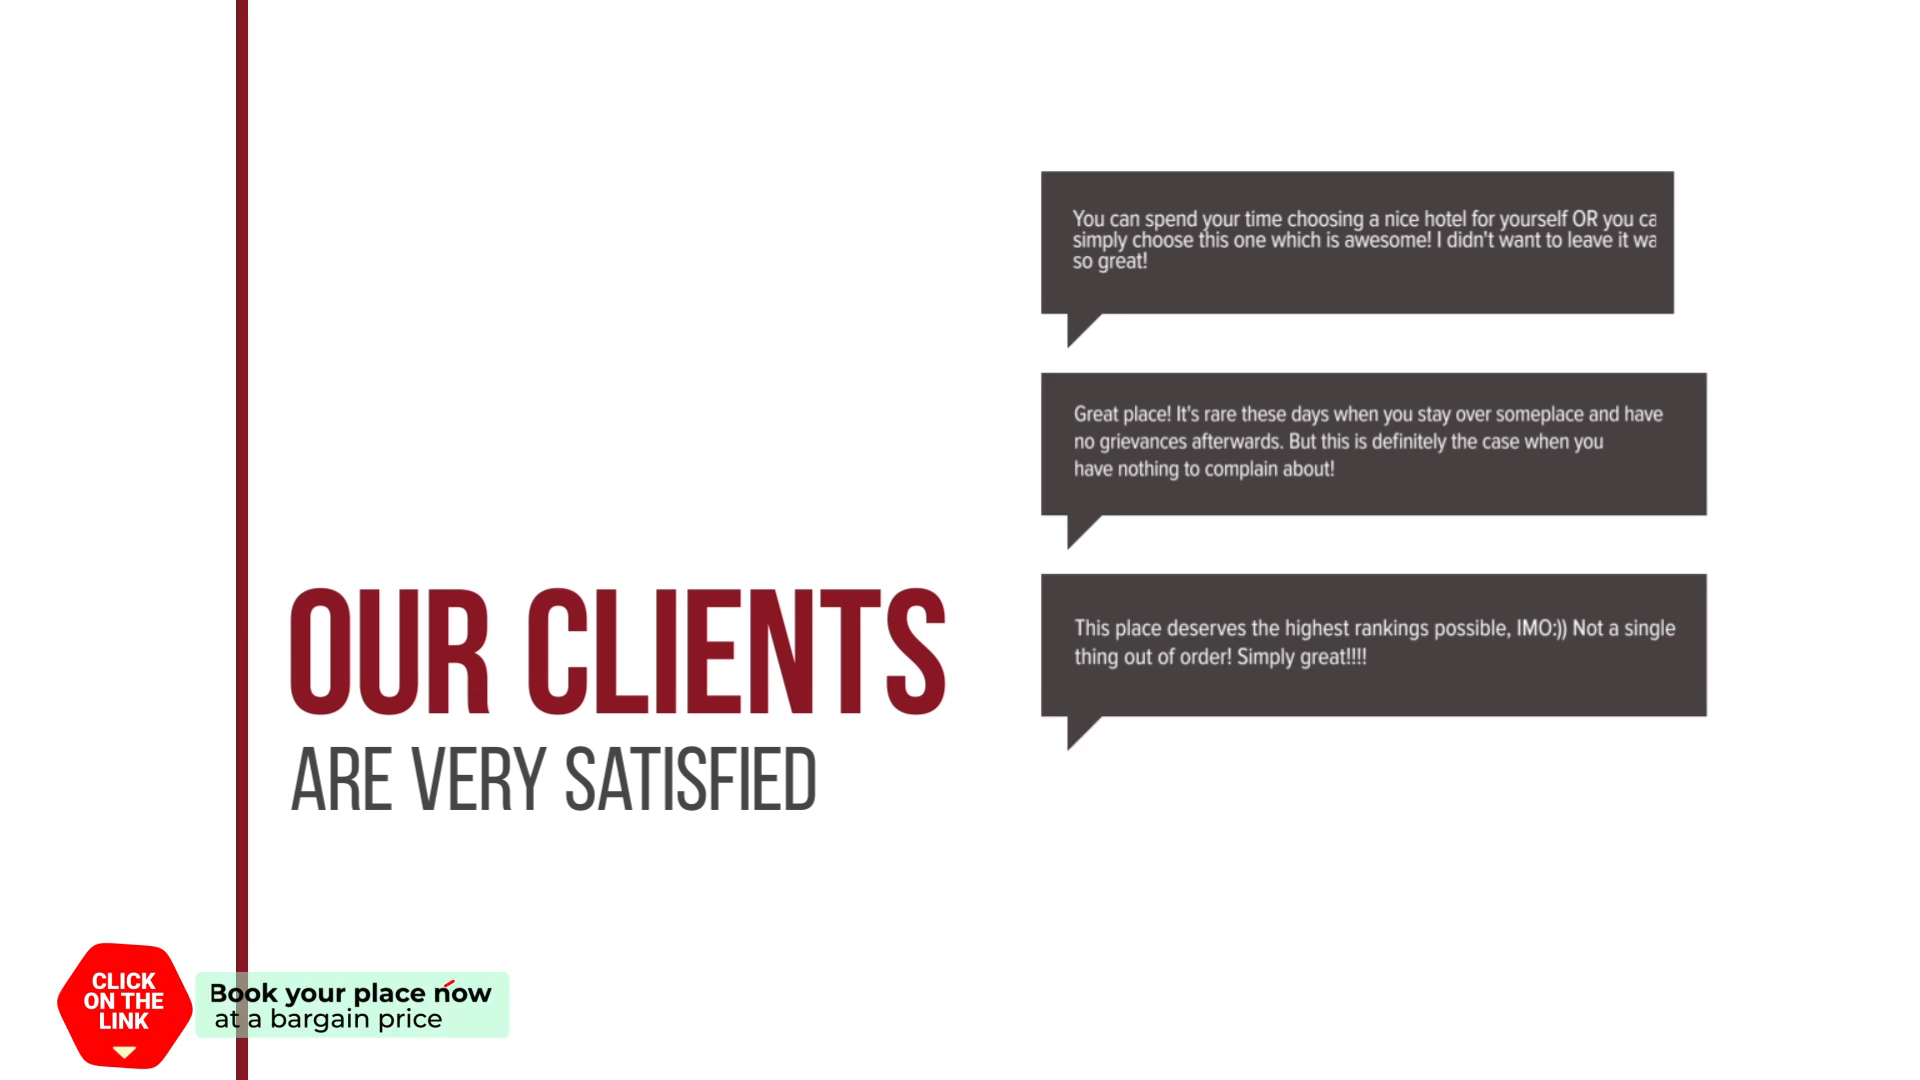 You can spend your time choosing a nice hotel for yourself OR you ca
simply choose this one which is awesome! I didn't want to leave it wa
so great!
Great place! It's rare these days when you stay over someplace and have
no grievances afterwards. But this is definitely the case when you
have nothing to complain about!
This place deserves the highest rankings possible, IMO:)) Not a single
thing out of order! Simply great!!!!
OUR CLIENTS
ARE VERY SATISFIED
CLICK
ON THE
LINK
Book your place now
at a bargain price